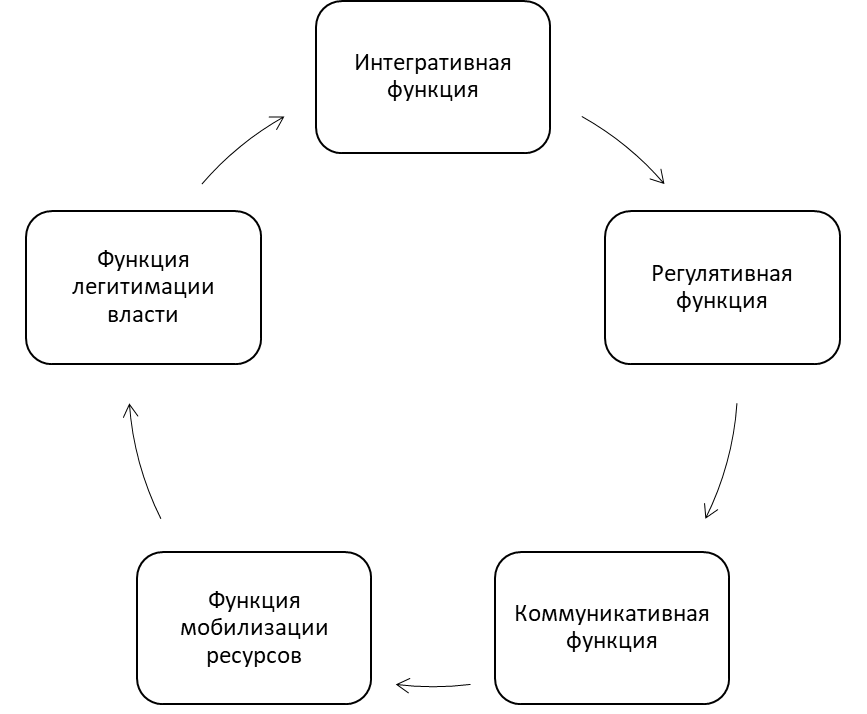 Интегративная
функция
Регулятивная
функция
Коммуникативная
функция
Функция
мобилизации
ресурсов
Функция
легитимации
власти